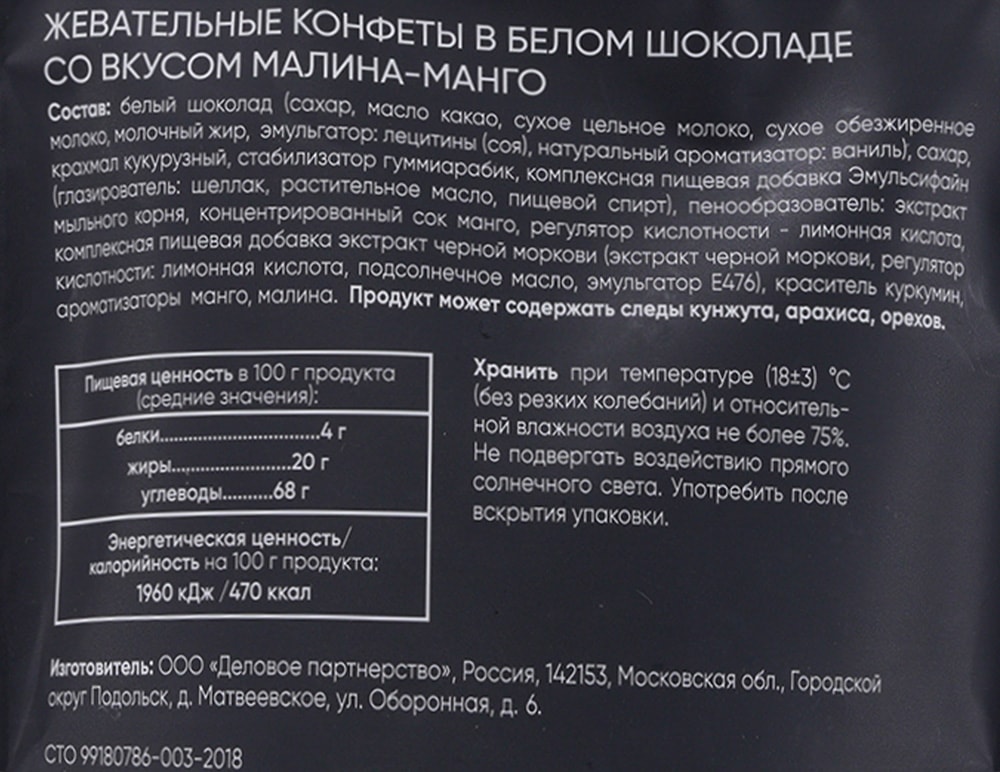 ЖЕВАТЕЛЬНЫЕ КОНФЕТЫ В БЕЛОМ ШОКОЛАДЕ
СО ВКУСОМ МАЛИНА-МАНГО
Состав: белый шоколад (сахар, масло какао, сухое цельное молоко, сухое обезжиренное
молоко, молочный жир, эмульгатор: лецитины (соя), натуральный ароматизатор: ваниль), сахар,
крахмал кукурузный, стабилизатор гуммиарабик, комплексная пищевая добавка Эмульсифайн
(глазирователь: шеллак, растительное масло, пищевой спирт), пенообразователь: экстракт
мыльного корня, концентрированный сок манго, регулятор кислотности - лимонная кислота,
комплексная пищевая добавка экстракт черной моркови (экстракт черной моркови, регулятор
кислотности: лимонная кислота, подсолнечное масло, эмульгатор Е476), краситель куркумин,
ароматизаторы манго, малина. Продукт может содержать следы кунжута, арахиса, орехов.
Пищевая ценность в 100 г продукта
(средние значения):
белки..............................4 г
жиры......................20 г
углеводы..........68 г
Энергетическая ценность/
калорийность на 100 г продукта:
1960 кДж /470 ккал
Хранить при температуре (18±3) °С
(без резких колебаний) и относитель-
ной влажности воздуха не более 75%.
Не подвергать воздействию прямого
солнечного света. Употребить после
вскрытия упаковки.
Изготовитель: ООО «Деловое партнерство», Россия, 142153, Московская обл., Городской
округ Подольск, д. Матвеевское, ул. Оборонная, д. 6.
СТО 99180786-003-2018